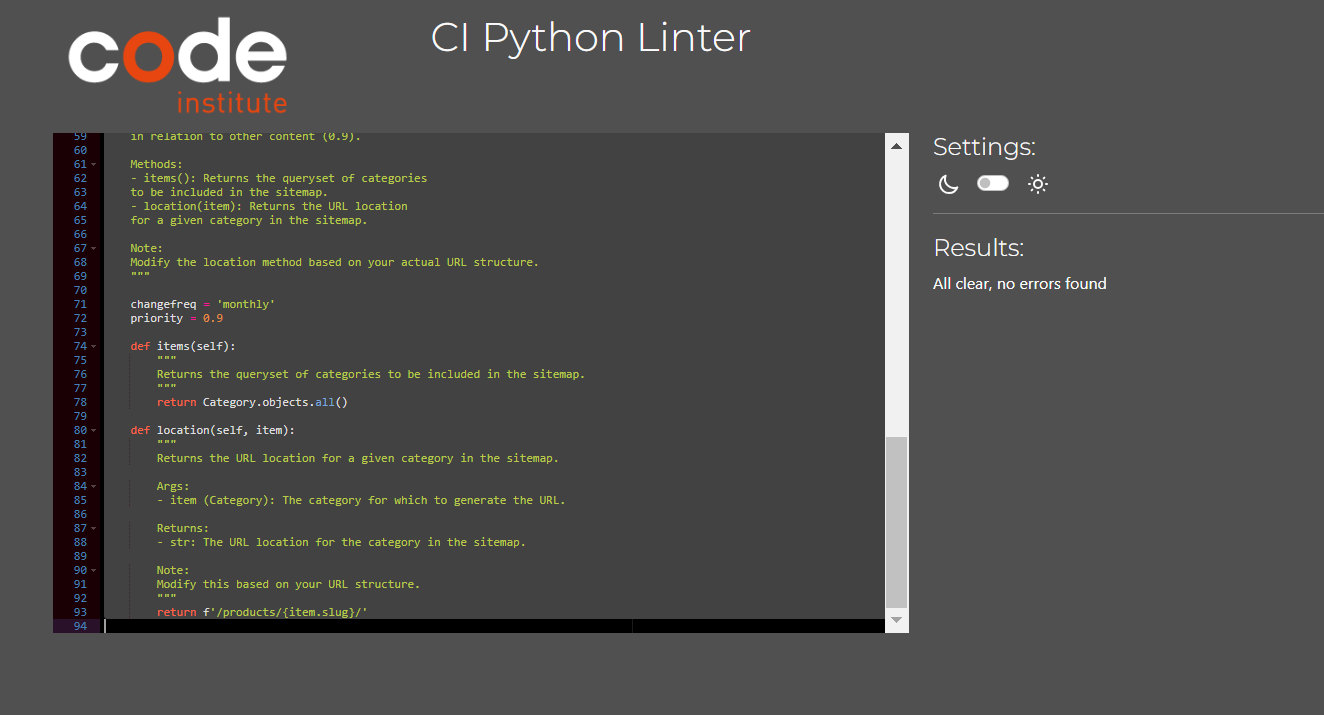 code
institute
CI Python Linter
59 in relation to other content (0.9).
60
61 Methods:
62 - items(): Returns the queryset of categories
63 to be included in the sitemap.
64 - location(item): Returns the URL location
65 for a given category in the sitemap.
66
67 Note:
68 Modify the location method based on your actual URL structure.
69 """
70
71 changefreq = 'monthly'
72 priority = 0.9
73
74 def items(self):
75 """
76 Returns the queryset of categories to be included in the sitemap.
77 """
78 return Category.objects.all()
79
80 def location(self, item):
81 """
82 Returns the URL location for a given category in the sitemap.
83
84 Args:
85 - item (Category): The category for which to generate the URL.
86
87 Returns:
88 - str: The URL location for the category in the sitemap.
89
90 Note:
91 Modify this based on your URL structure.
92 """
93 return f'/products/{item.slug}/'
94
Settings:
Results:
All clear, no errors found